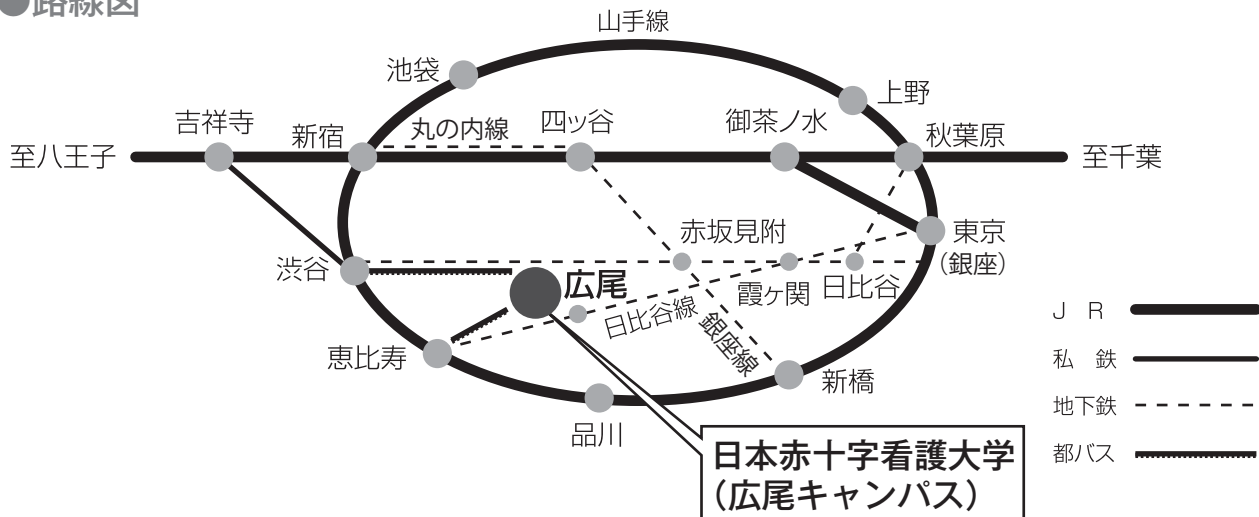 ●路線図
山手線
池袋
上野
吉祥寺
新宿
丸の内線
四ッ谷
御茶ノ水
秋葉原
至八王子
至千葉
赤坂見附
東京
(銀座)
渋谷
広尾
霞ヶ関
日比谷
日比谷線
銀座線
恵比寿
新橋
品川
JR
私鉄
地下鉄
都バス
日本赤十字看護大学
(広尾キャンパス)